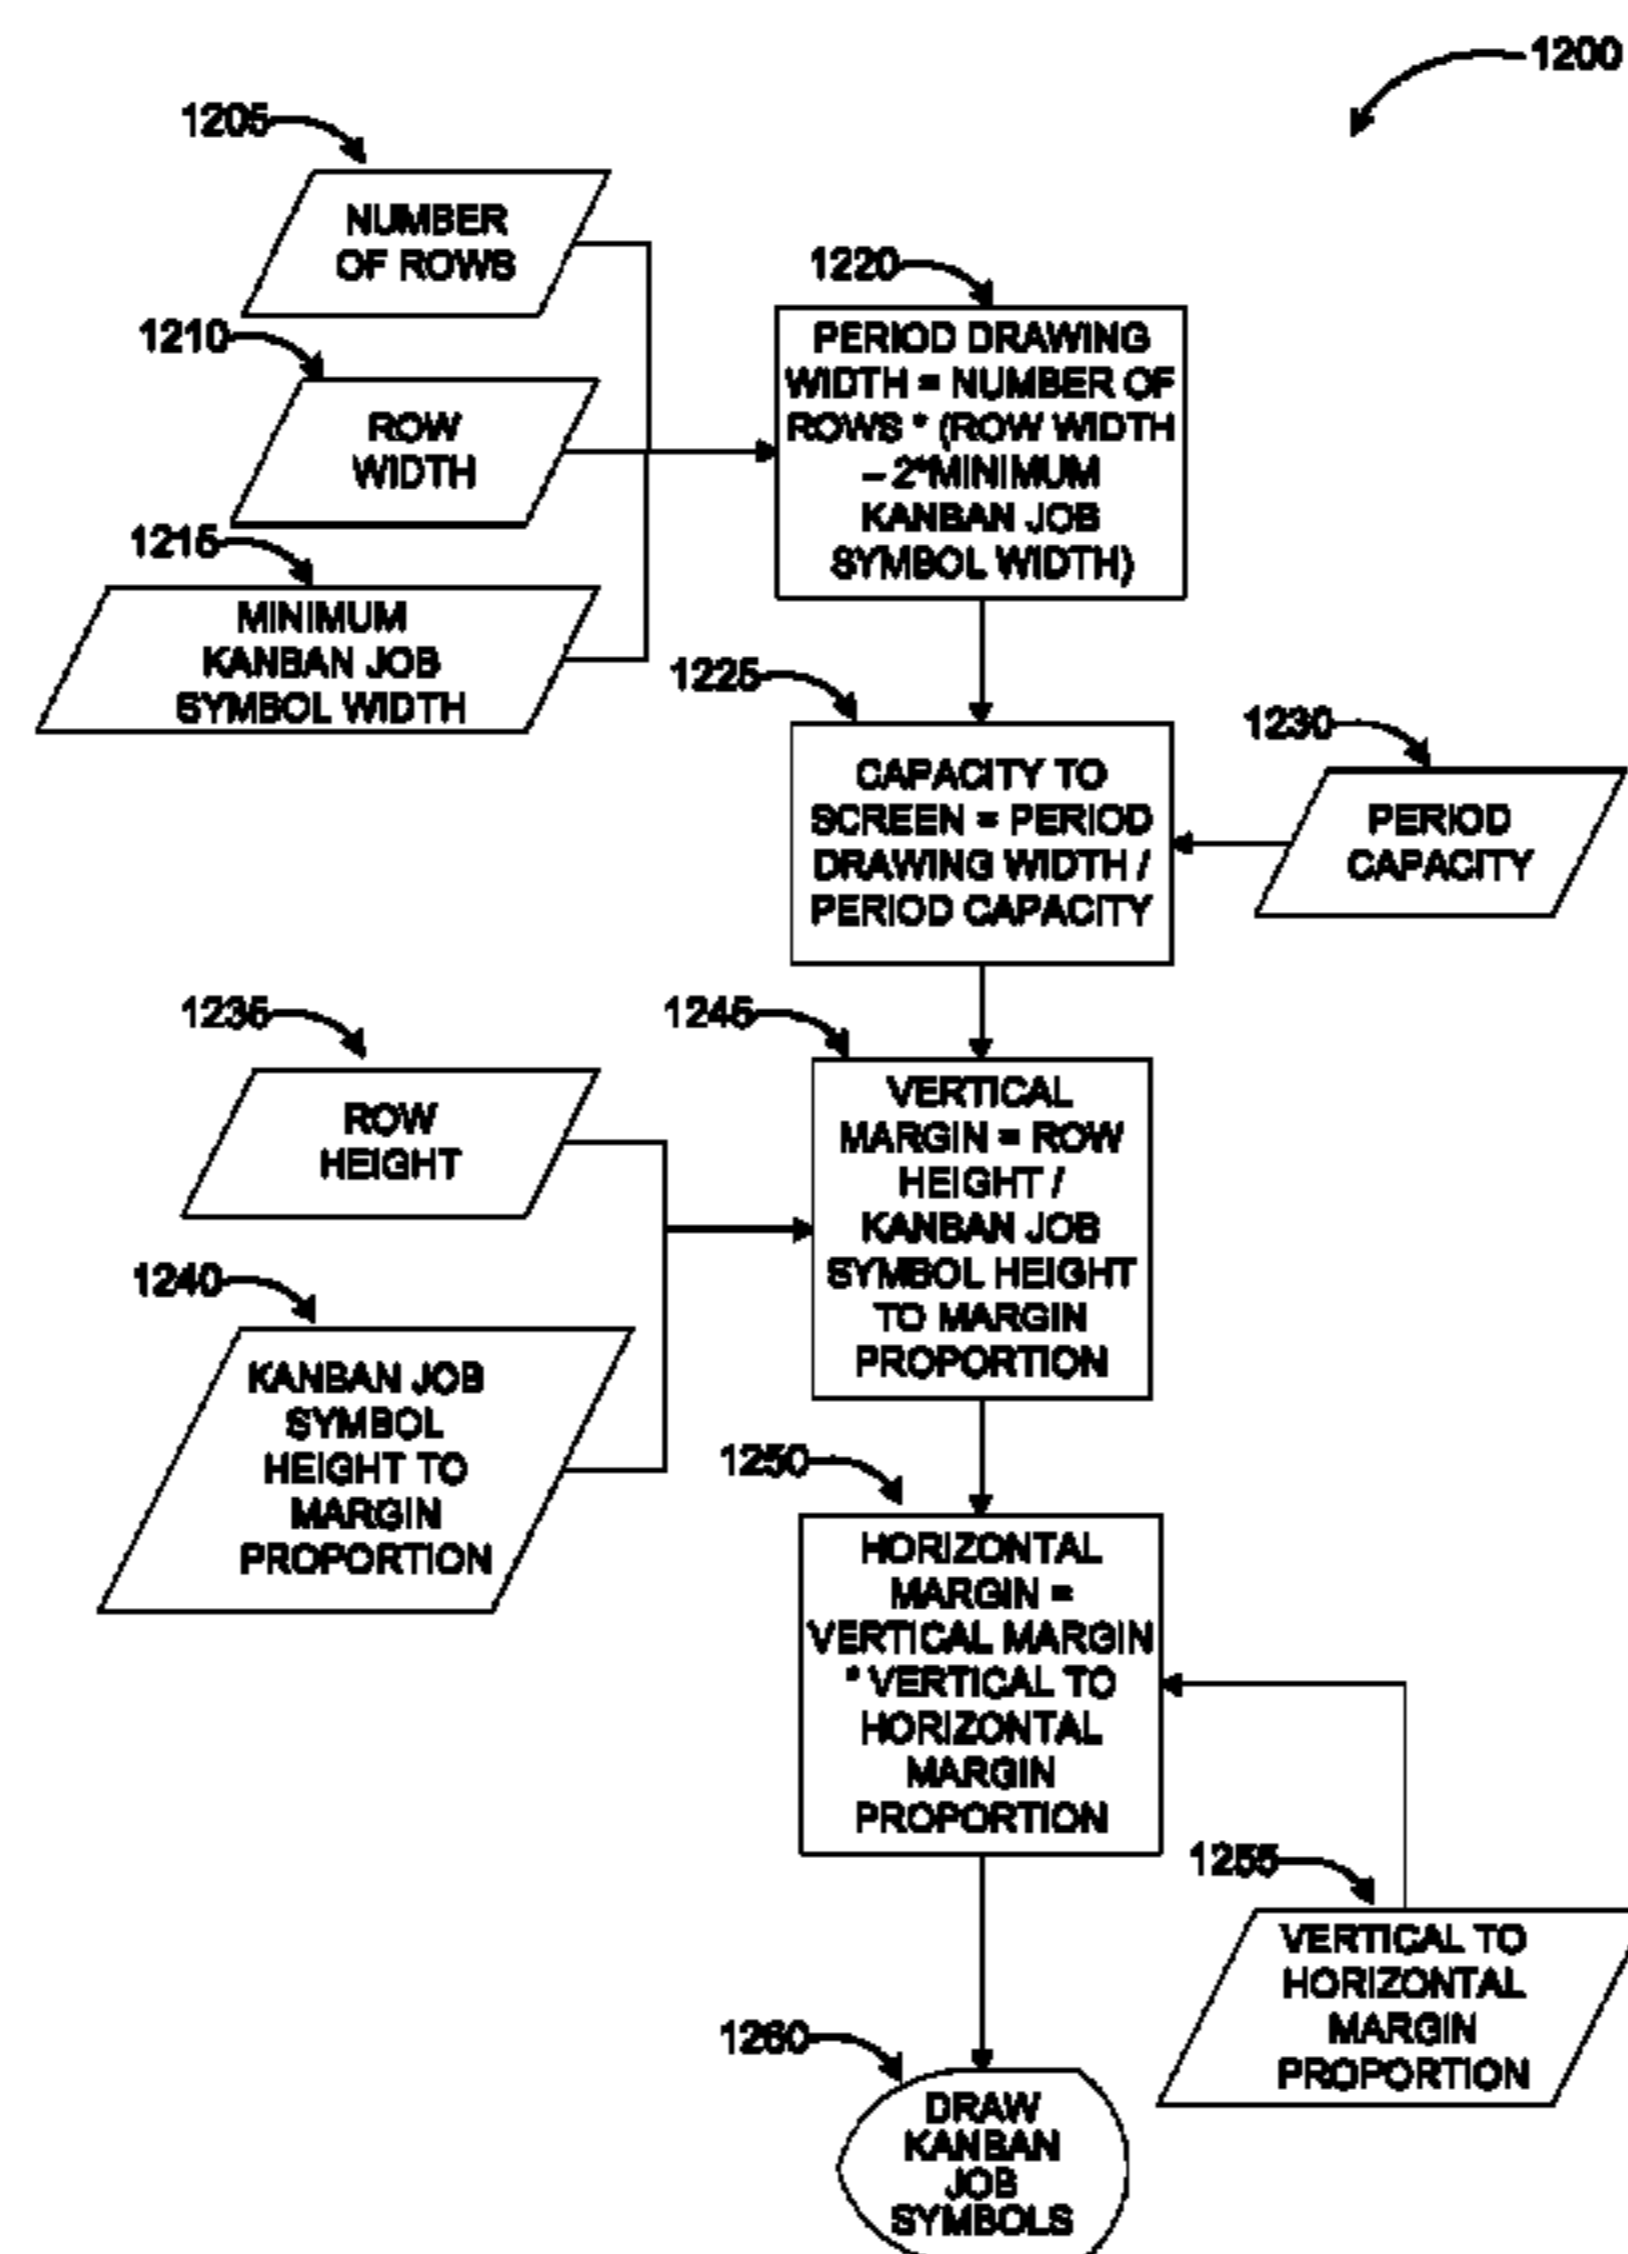 1200
1205
NUMBER
OF ROWS
1210
ROW
WIDTH
1215
MINIMUM
KANBAN JOB
SYMBOL WIDTH
1220
PERIOD DRAWING
WIDTH = NUMBER OF
ROWS * (ROW WIDTH
– 2*MINIMUM
KANBAN JOB
SYMBOL WIDTH)
1225
CAPACITY TO
SCREEN = PERIOD
DRAWING WIDTH /
PERIOD CAPACITY
1230
PERIOD
CAPACITY
1235
ROW
HEIGHT
1240
KANBAN JOB
SYMBOL
HEIGHT TO
MARGIN
PROPORTION
1245
VERTICAL
MARGIN = ROW
HEIGHT /
KANBAN JOB
SYMBOL HEIGHT
TO MARGIN
PROPORTION
1250
HORIZONTAL
MARGIN =
VERTICAL MARGIN
* VERTICAL TO
HORIZONTAL
MARGIN
PROPORTION
1255
VERTICAL TO
HORIZONTAL
MARGIN
PROPORTION
1260
DRAW
KANBAN
JOB
SYMBOLS